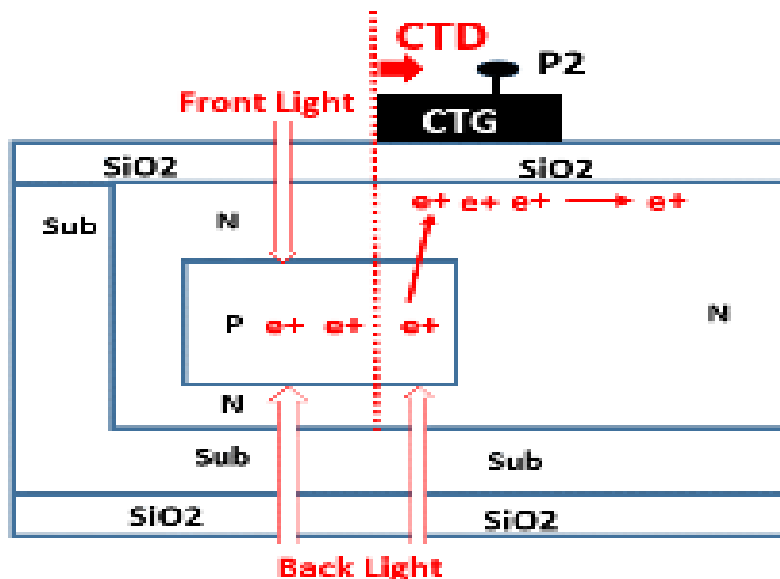 CTD
P2
Front Light
CTG
SiO2 SiO2
e+ e+ e+ e+
Sub N
N
P e+ e+ e+
N
Sub Sub
SiO2 SiO2
Back Light